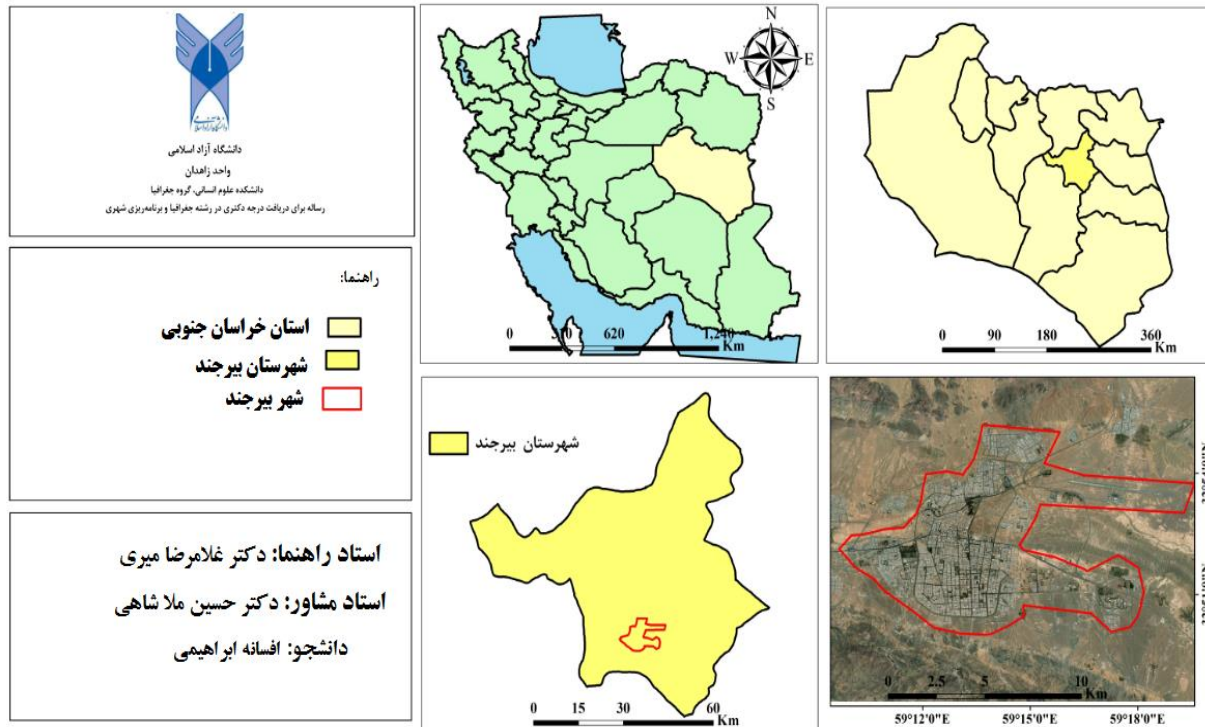 دانشگاه آزاد اسلامی
واحد زاهدان
دانشکده علوم انسانی، گروه جغرافیا
رساله برای دریافت درجه دکتری در رشته جغرافیا و برنامه‌ریزی شهری
راهنما:
استان خراسان جنوبی
شهرستان بیرجند
شهر بیرجند
استاد راهنما: دکتر غلامرضا میری
استاد مشاور: دکتر حسین ملا شاهی
دانشجو: افسانه ابراهیمی
N
W E
S
0 310 620 1,240
Km
0 90 180 360
Km
شهرستان بیرجند
0 15 30 60
Km
0 2.5 5 10
Km
59°12'0"E 59°15'0"E 59°18'0"E